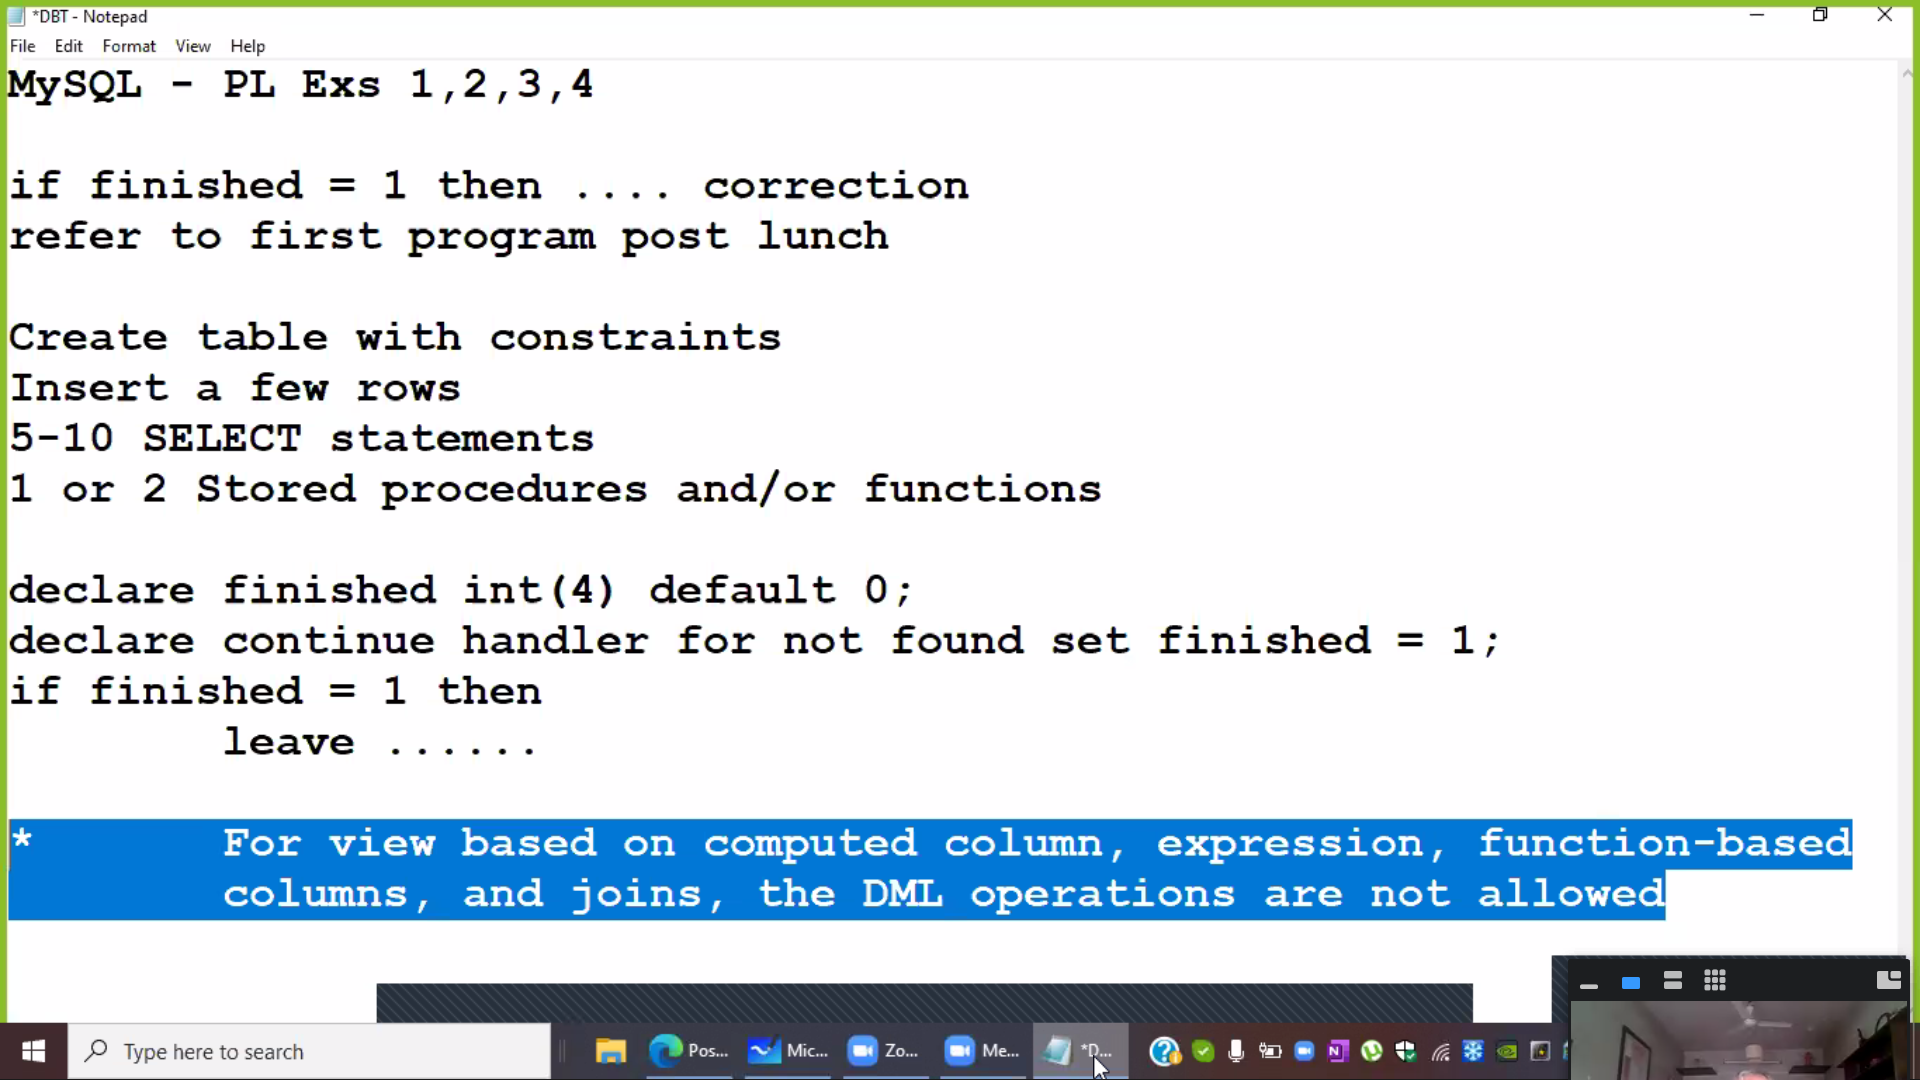 *DBT - Notepad
File Edit Format View Help
MySQL - PL Exs 1,2,3,4
if finished = 1 then .... correction
refer to first program post lunch
Create table with constraints
Insert a few rows
5-10 SELECT statements
1 or 2 Stored procedures and/or functions
declare finished int(4) default 0;
declare continue handler for not found set finished = 1;
if finished = 1 then
leave ......
* For view based on computed column, expression, function-based
columns, and joins, the DML operations are not allowed
Type here to search
Pos...
Mic...
Zo...
Me...
*D...